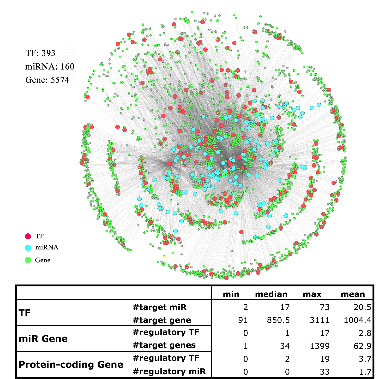 TF: 393
miRNA: 160
Gene: 5574
TF
miRNA
Gene
min median max mean
TF #target miR 2 17 73 20.5
#target gene 91 850.5 3111 1004.4
miR Gene #regulatory TF 0 1 17 2.8
#target genes 1 34 1399 62.9
Protein-coding Gene #regulatory TF 0 2 19 3.7
#regulatory miR 0 0 33 1.7